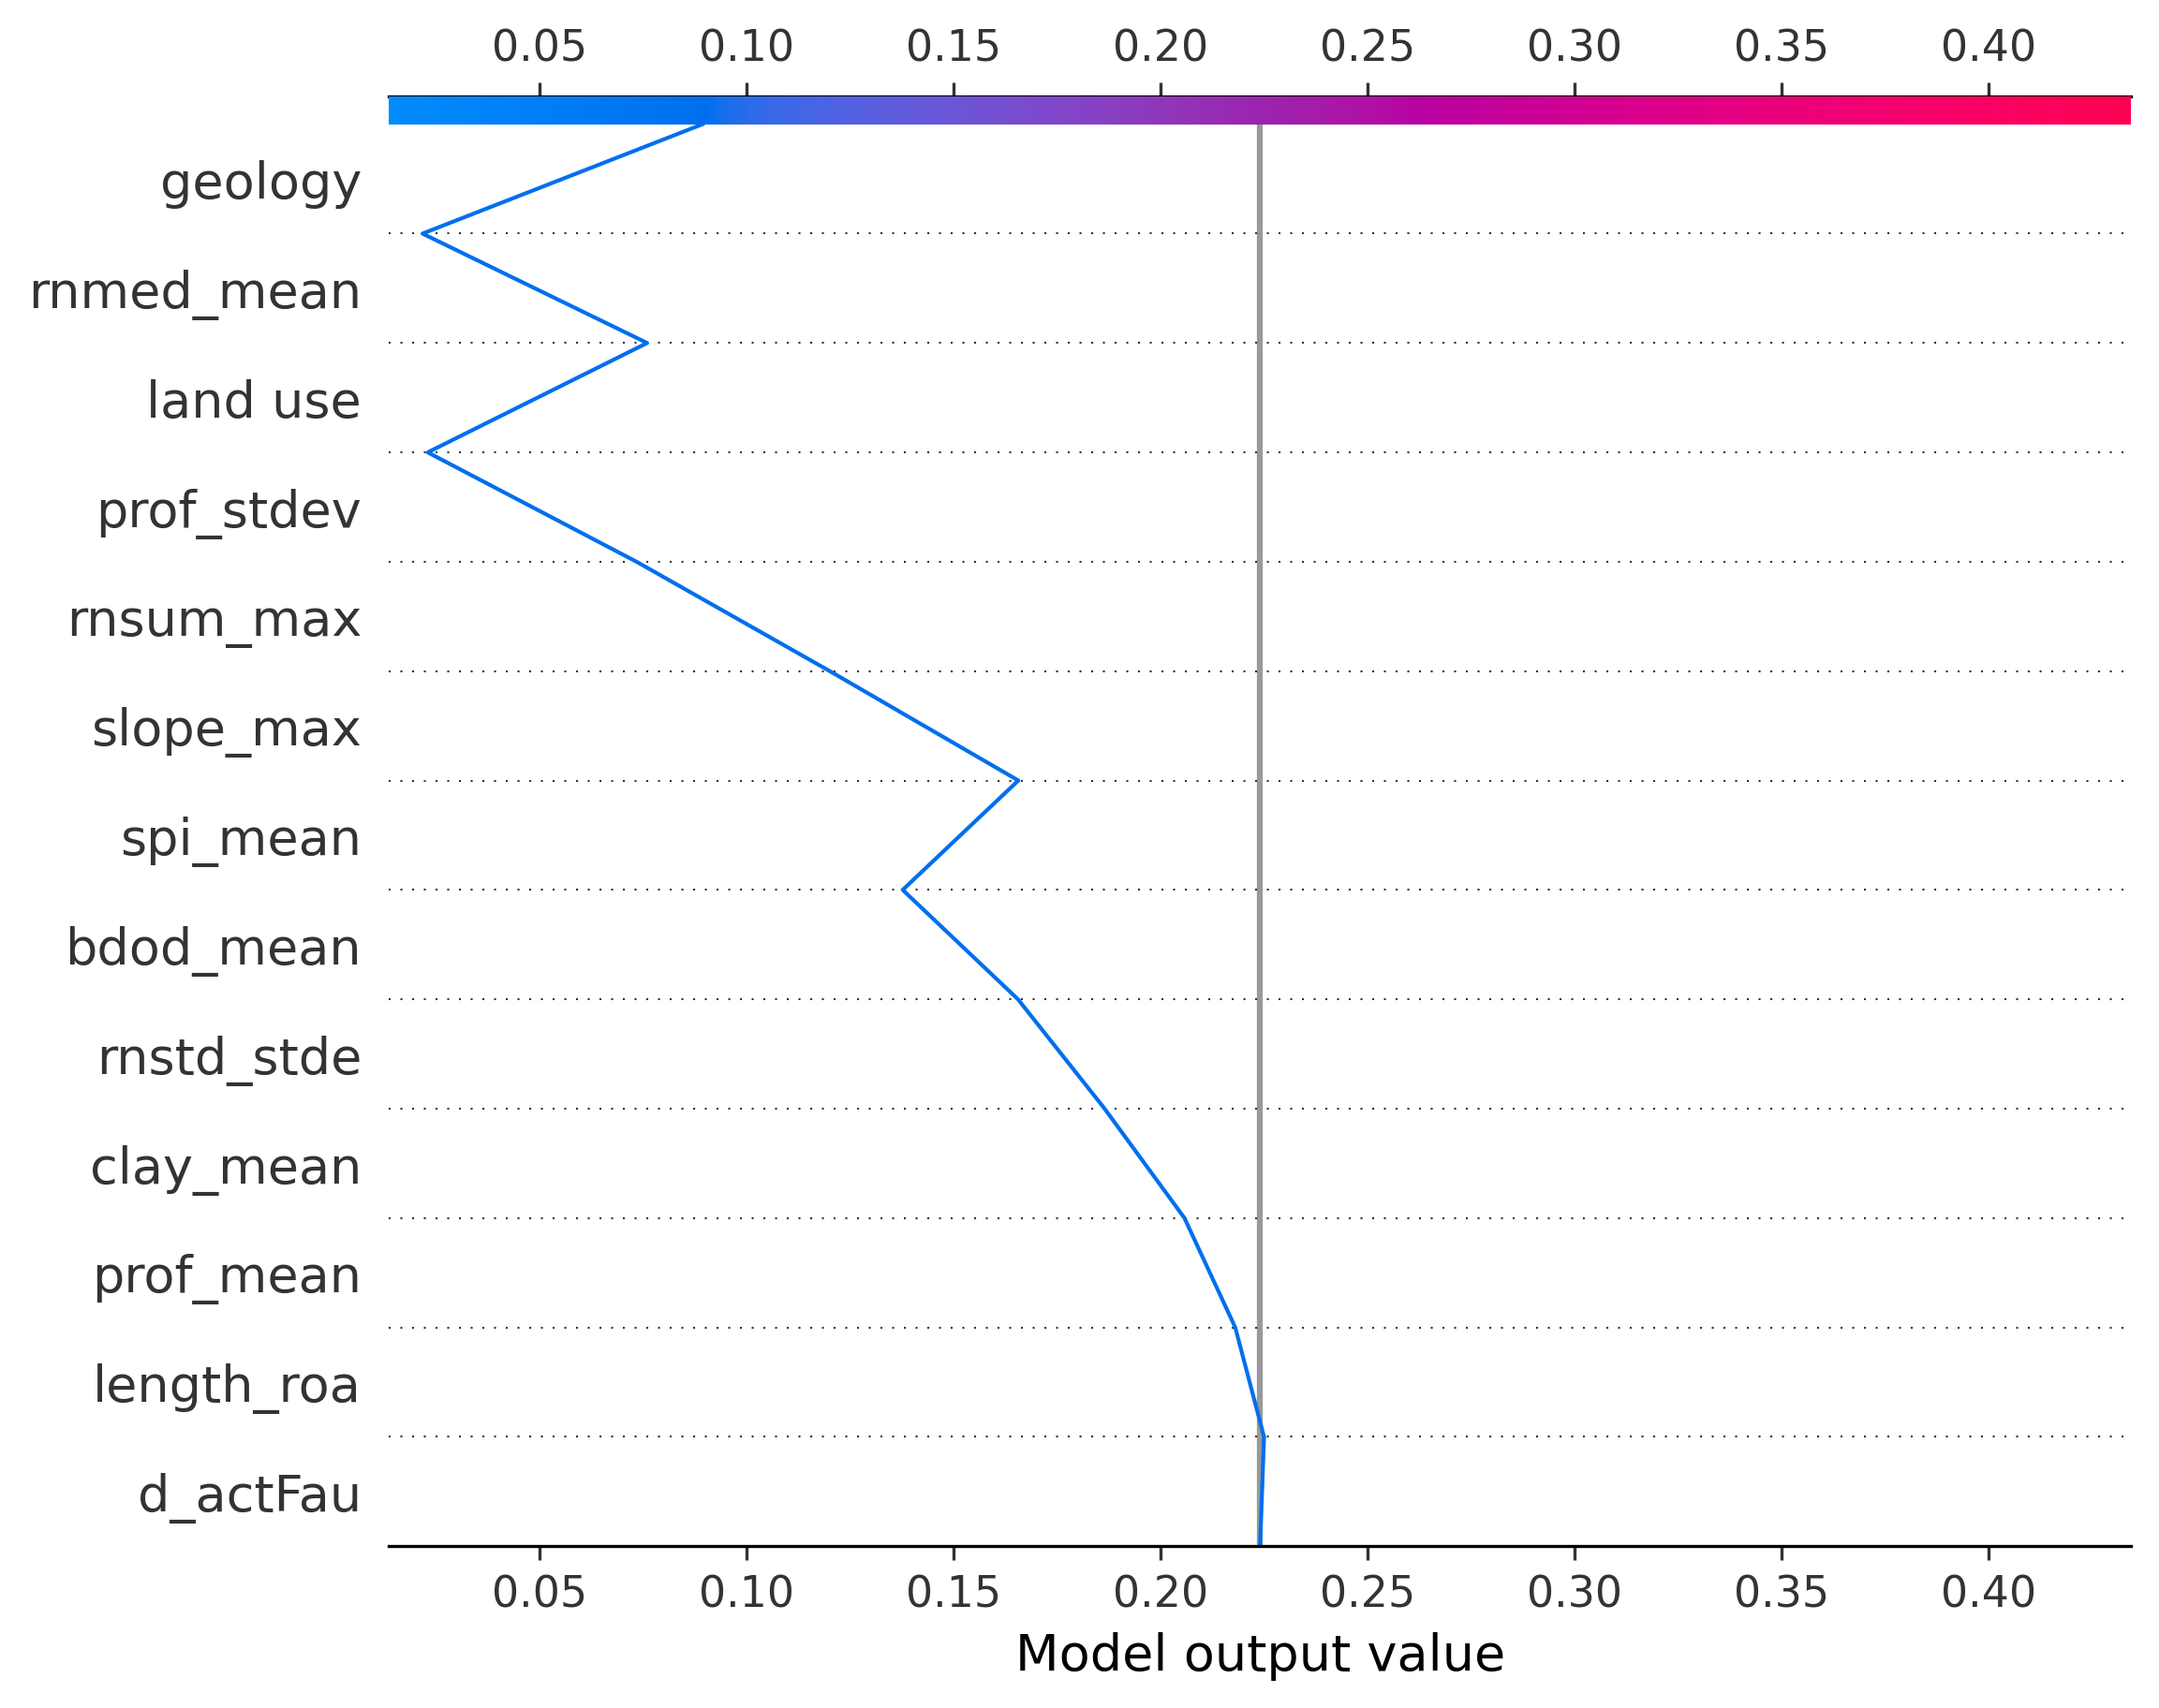 0.05 0.10 0.15 0.20 0.25 0.30 0.35 0.40
geology
rnmed_mean
land use
prof_stdev
rnsum_max
slope_max
spi_mean
bdod_mean
rnstd_stde
clay_mean
prof_mean
length_roa
d_actFau
0.05 0.10 0.15 0.20 0.25 0.30 0.35 0.40
Model output value